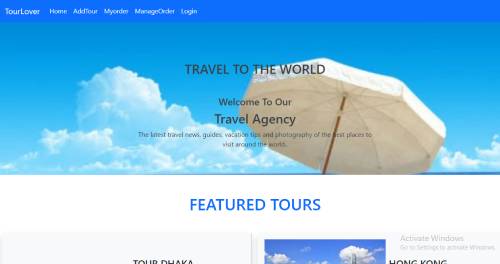 TourLover Home AddTour Myorder ManageOrder Login
TRAVEL TO THE WORLD
Welcome To Our
Travel Agency
The latest travel news, guides, vacation tips and photography of the best places to
visit around the world.
FEATURED TOURS
Activate Windows
Go to Settings to activate Windows.
TOUR DHAKA
HONG KONG